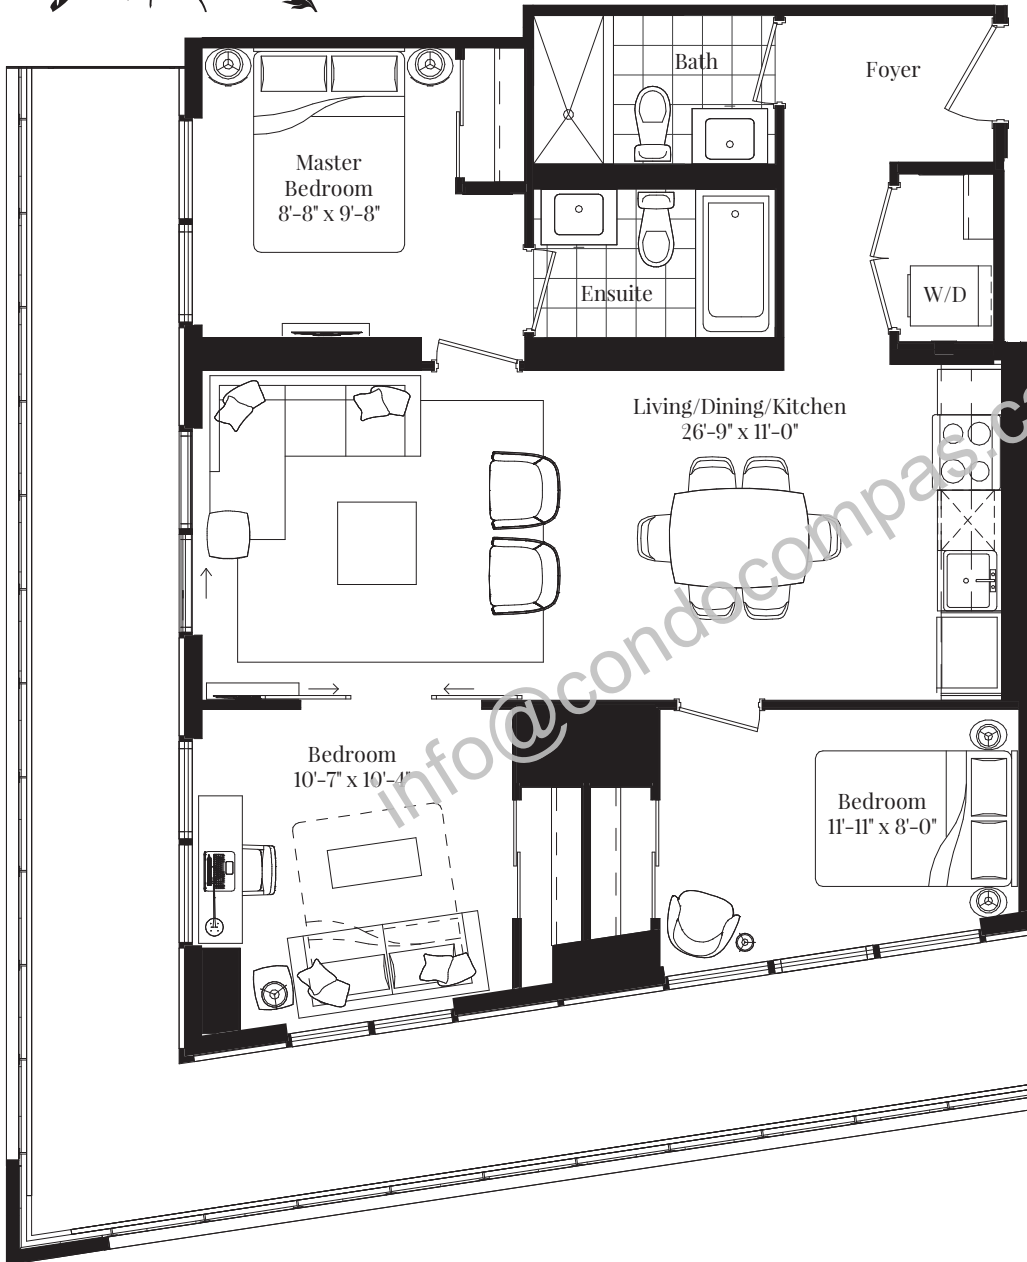 Bath
Foyer
Master
Bedroom
8'-8" x 9'-8"
Ensuite
W/D
Living/Dining/Kitchen
26'-9" x 11'-0"
Bedroom
10'-7" x 10'-4"
Bedroom
11'-11" x 8'-0"
info@condocompas.c